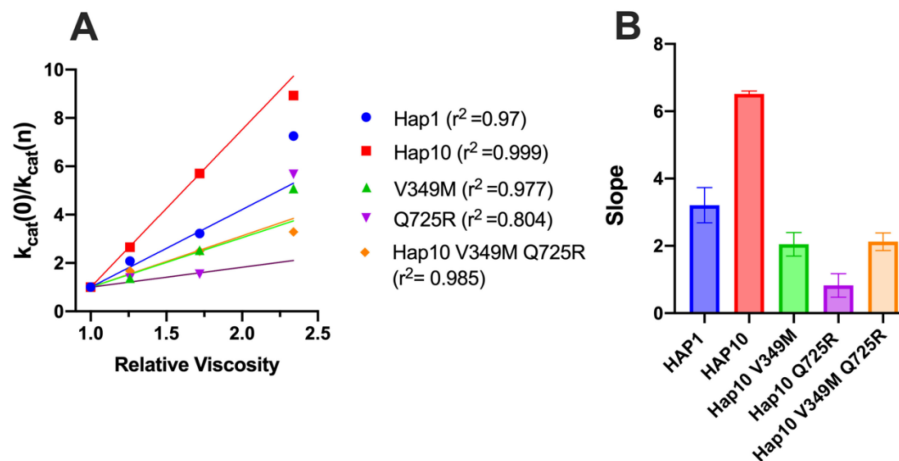 A
k_cat(0)/k_cat(n)
10
8
6
4
2
0
1.0
1.5
2.0
2.5
Relative Viscosity
Hap1 (r² =0.97)
Hap10 (r² =0.999)
V349M (r² =0.977)
Q725R (r² =0.804)
Hap10 V349M Q725R
(r²= 0.985)
B
Slope
8
6
4
2
0
HAP1
HAP10
Hap10 V349M
Hap10 Q725R
Hap10 V349M Q725R